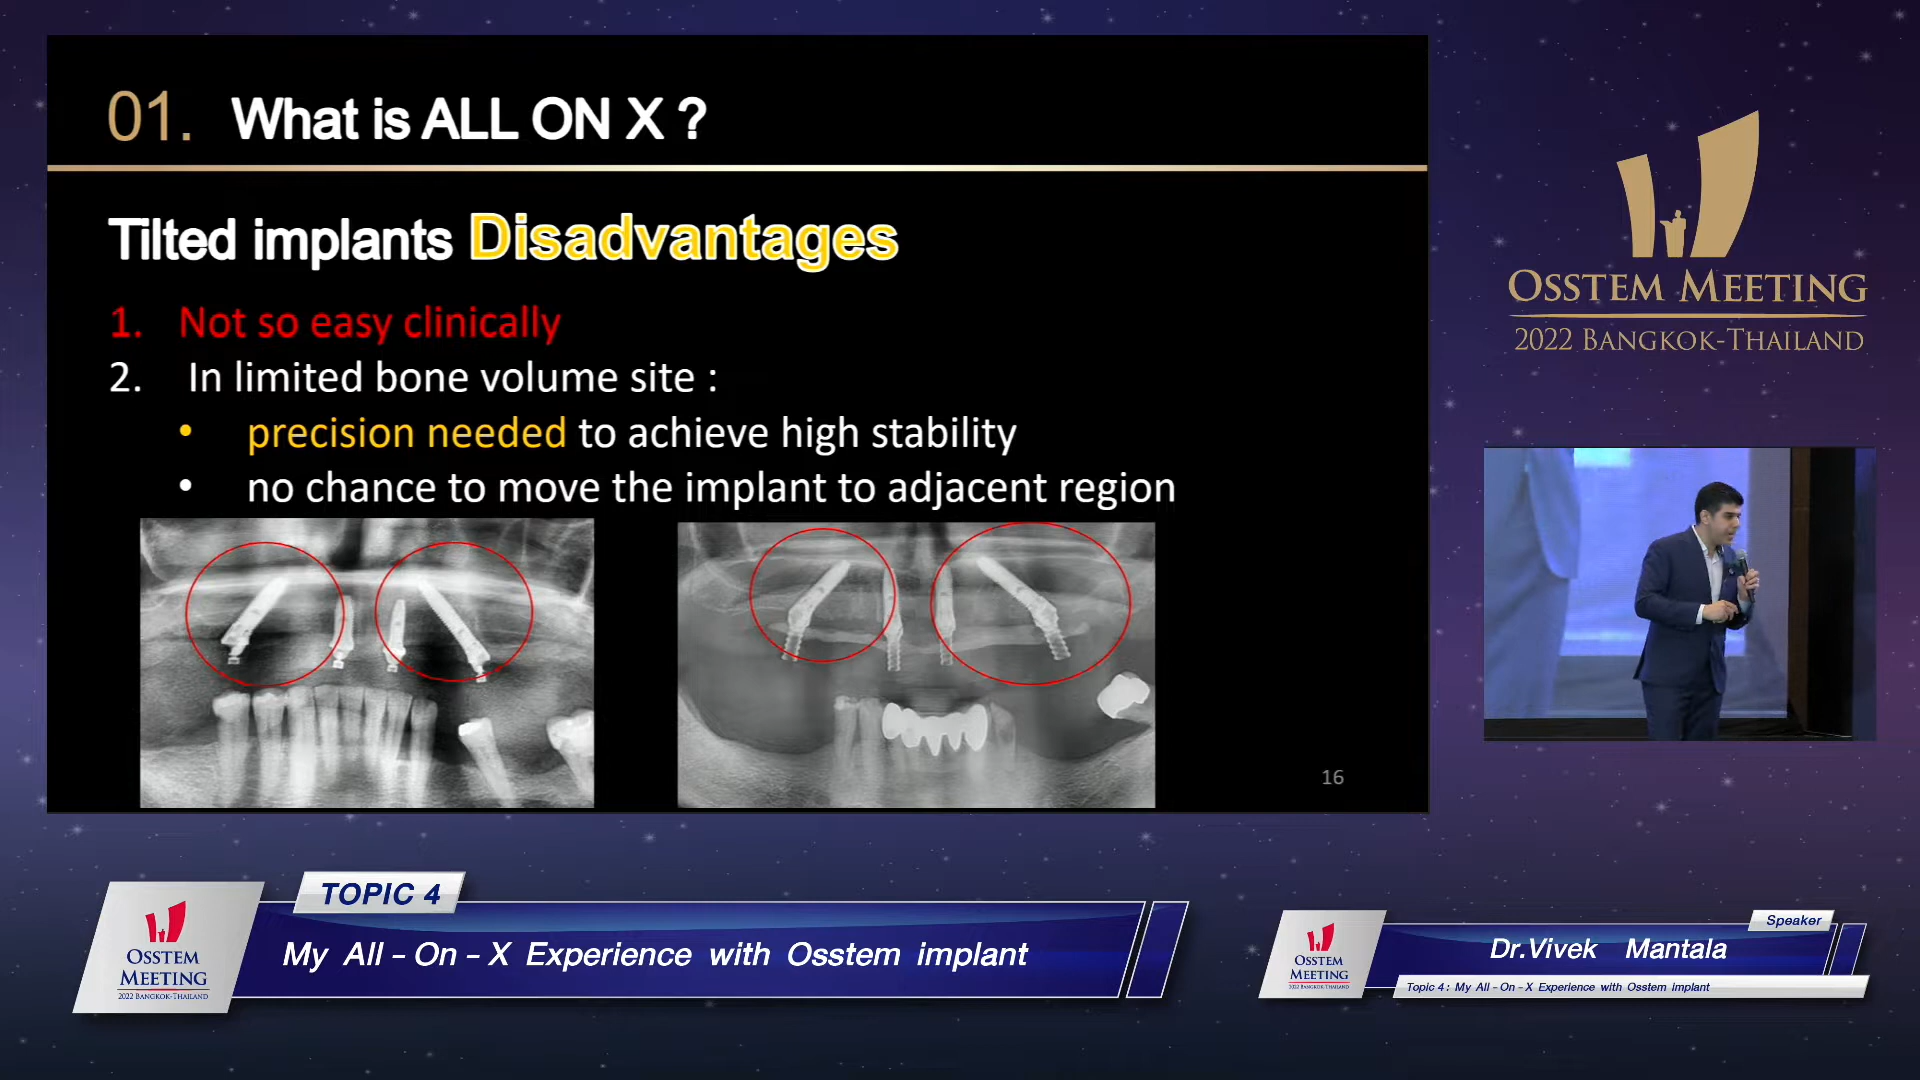 01. What is ALL ON X ?
Tilted implants Disadvantages
1. Not so easy clinically
2. In limited bone volume site :
• precision needed to achieve high stability
• no chance to move the implant to adjacent region
16
OSSTEM MEETING
2022 BANGKOK-THAILAND
TOPIC 4
My All - On - X Experience with Osstem implant
OSSTEM
MEETING
2022 BANGKOK-THAILAND
Speaker
Dr.Vivek Mantala
Topic 4 : My All - On - X Experience with Osstem implant
OSSTEM
MEETING
2022 BANGKOK-THAILAND